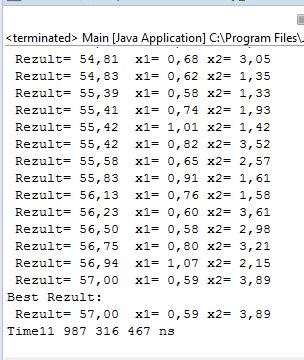 <terminated> Main [Java Application] C:\Program Files\
Rezult= 54,81 x1= 0,68 x2= 3,05
Rezult= 54,83 x1= 0,62 x2= 1,35
Rezult= 55,39 x1= 0,58 x2= 1,33
Rezult= 55,41 x1= 0,74 x2= 1,93
Rezult= 55,42 x1= 1,01 x2= 1,42
Rezult= 55,42 x1= 0,82 x2= 3,52
Rezult= 55,58 x1= 0,65 x2= 2,57
Rezult= 55,83 x1= 0,91 x2= 1,61
Rezult= 56,13 x1= 0,76 x2= 1,58
Rezult= 56,23 x1= 0,60 x2= 3,61
Rezult= 56,50 x1= 0,58 x2= 2,98
Rezult= 56,75 x1= 0,80 x2= 3,21
Rezult= 56,94 x1= 1,07 x2= 2,15
Rezult= 57,00 x1= 0,59 x2= 3,89
Best Rezult:
Rezult= 57,00 x1= 0,59 x2= 3,89
Time11 987 316 467 ns